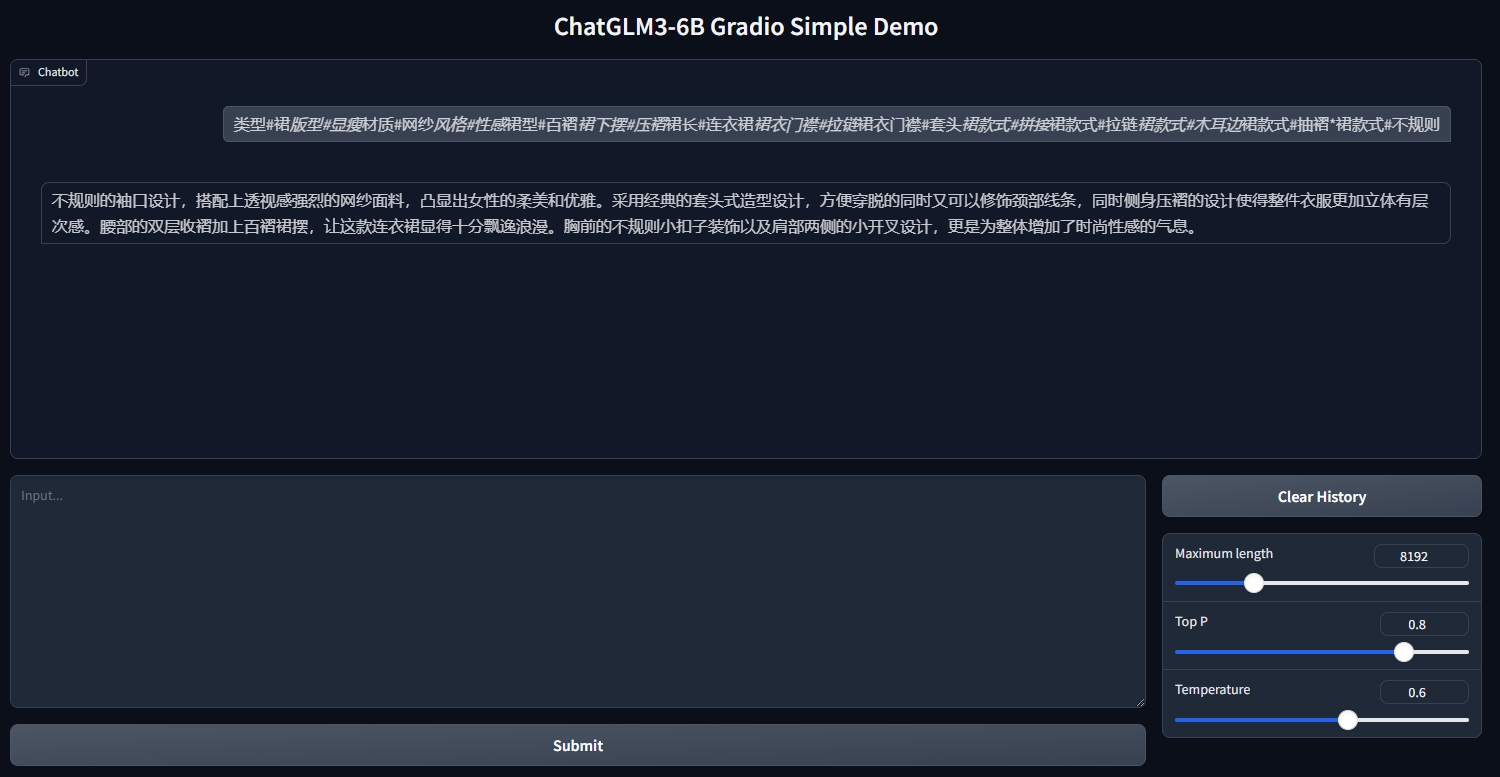 ChatGLM3-6B Gradio Simple Demo
Chatbot
类型#裙版型#显瘦材质#网纱风格#性感裙型#百褶裙下摆#压褶裙长#连衣裙裙衣门襟#拉链裙衣门襟#套头裙款式#拼接裙款式#拉链裙款式#木耳边裙款式#抽褶*裙款式#不规则
不规则的袖口设计，搭配上透视感强烈的网纱面料，凸显出女性的柔美和优雅。采用经典的套头式造型设计，方便穿脱的同时又可以修饰颈部线条，同时侧身压褶的设计使得整件衣服更加立体有层
次感。腰部的双层收褶加上百褶裙摆，让这款连衣裙显得十分飘逸浪漫。胸前的不规则小扣子装饰以及肩部两侧的小开叉设计，更是为整体增加了时尚性感的气息。
Input...
Submit
Clear History
Maximum length
8192
Top P
0.8
Temperature
0.6